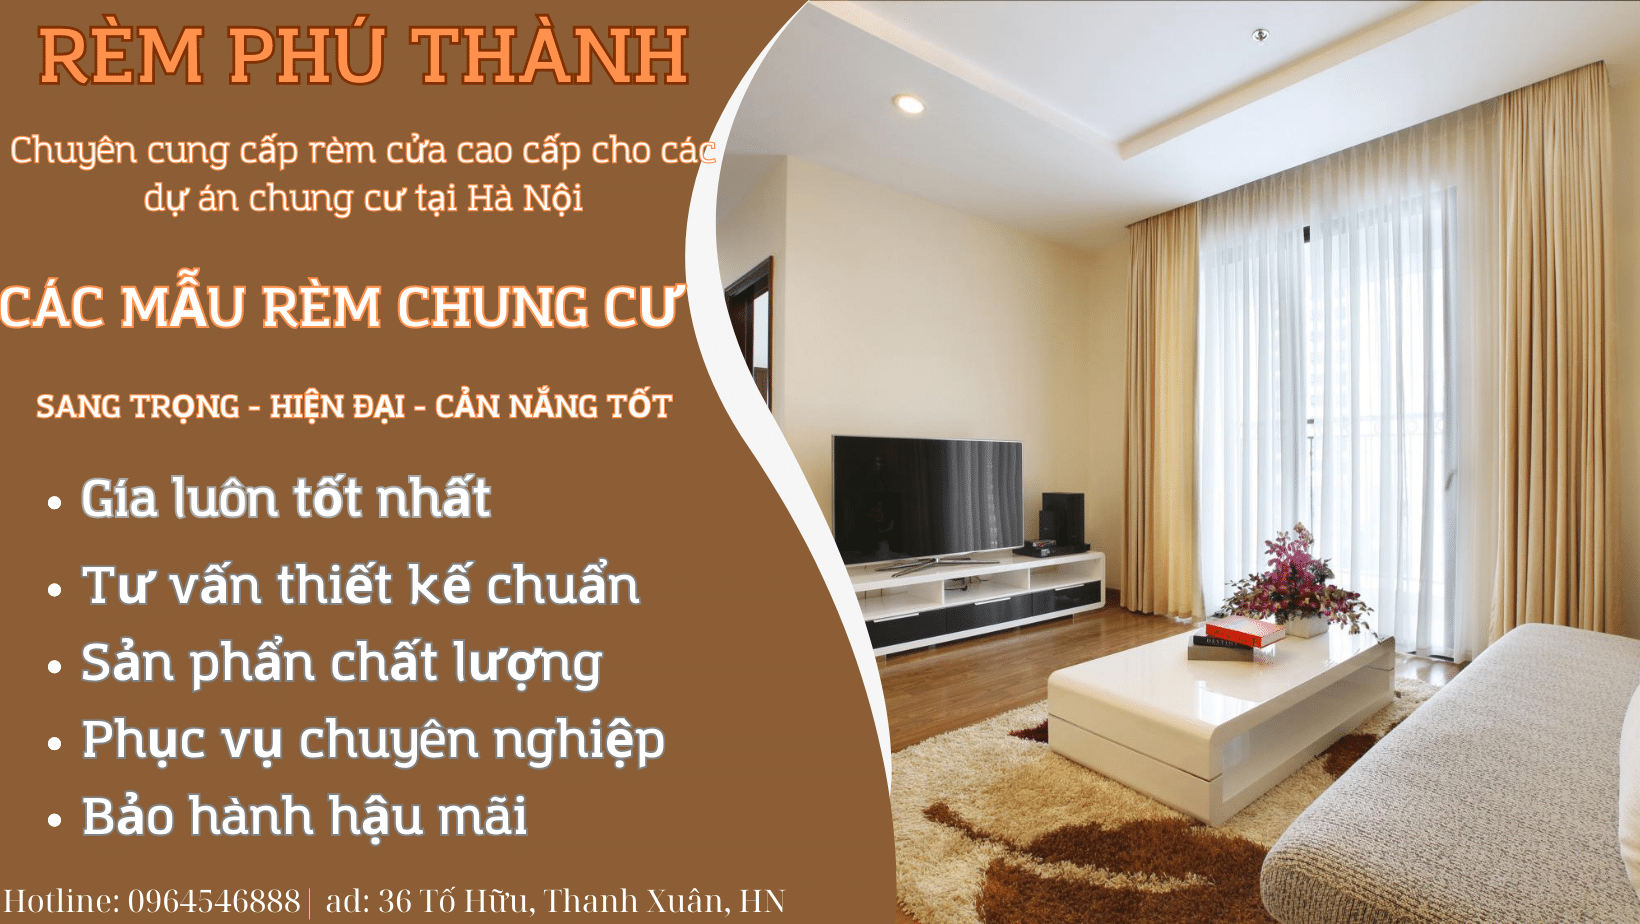 RÈM PHÚ THÀNH
Chuyên cung cấp rèm cửa cao cấp cho các
dự án chung cư tại Hà Nội
CÁC MẪU RÈM CHUNG CƯ
SANG TRỌNG - HIỆN ĐẠI - CẢN NẮNG TỐT
• Gía luôn tốt nhất
• Tư vấn thiết kế chuẩn
• Sản phẩn chất lượng
• Phục vụ chuyên nghiệp
• Bảo hành hậu mãi
Hotline: 0964546888| ad: 36 Tố Hữu, Thanh Xuân, HN